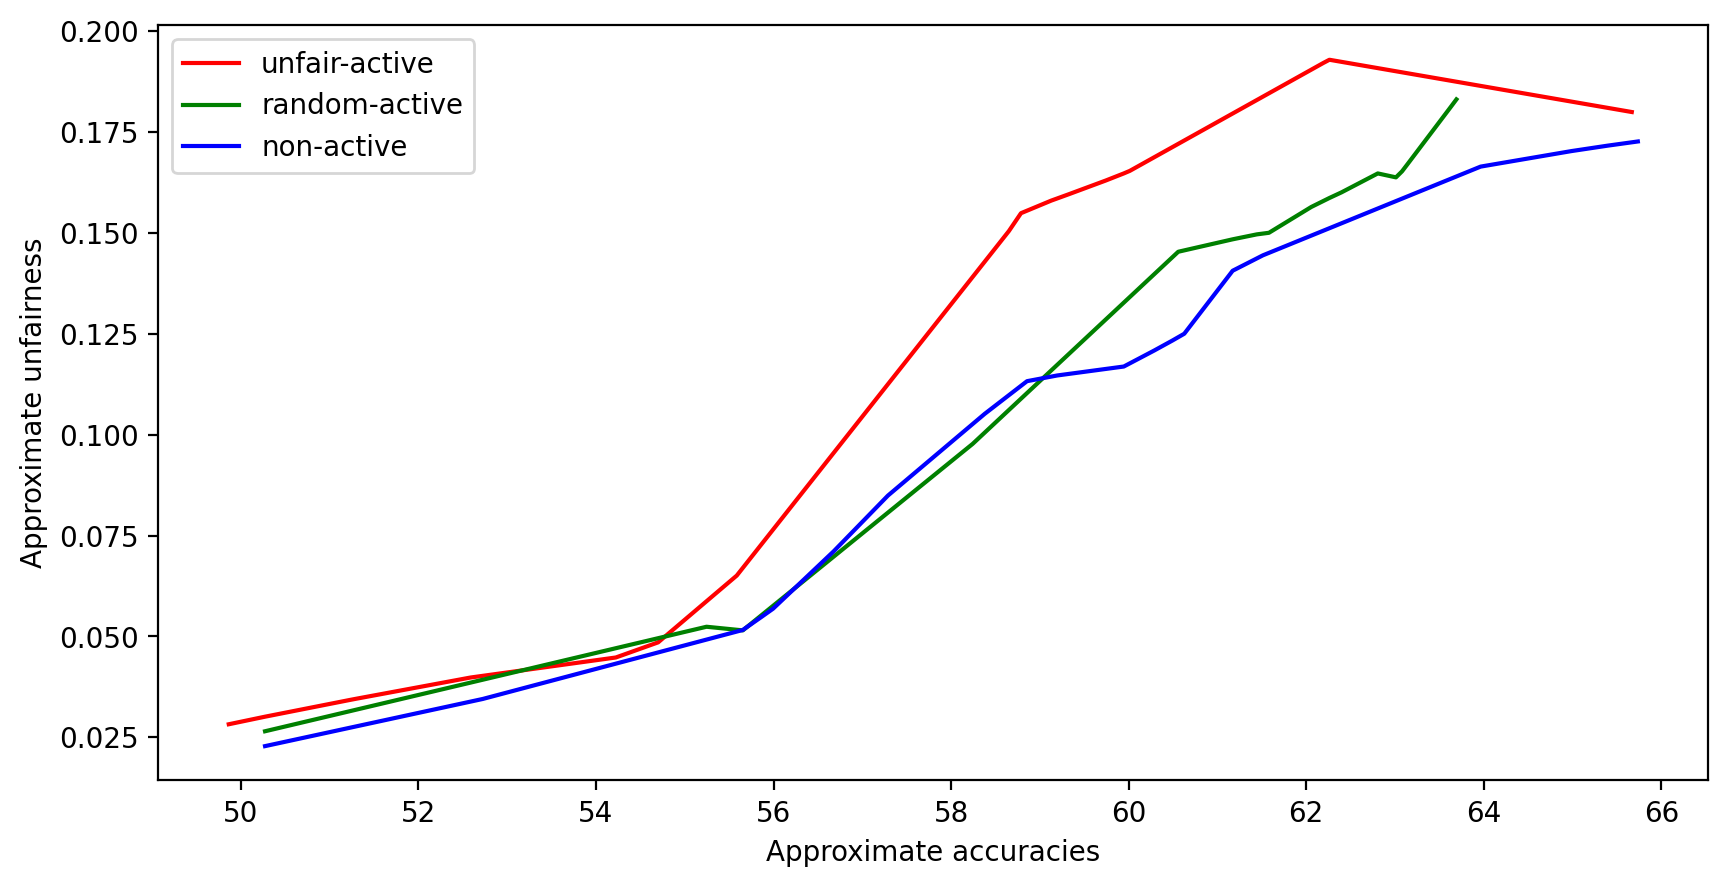 unfair-active
random-active
non-active
Approximate unfairness
0.200
0.175
0.150
0.125
0.100
0.075
0.050
0.025
50 52 54 56 58 60 62 64 66
Approximate accuracies